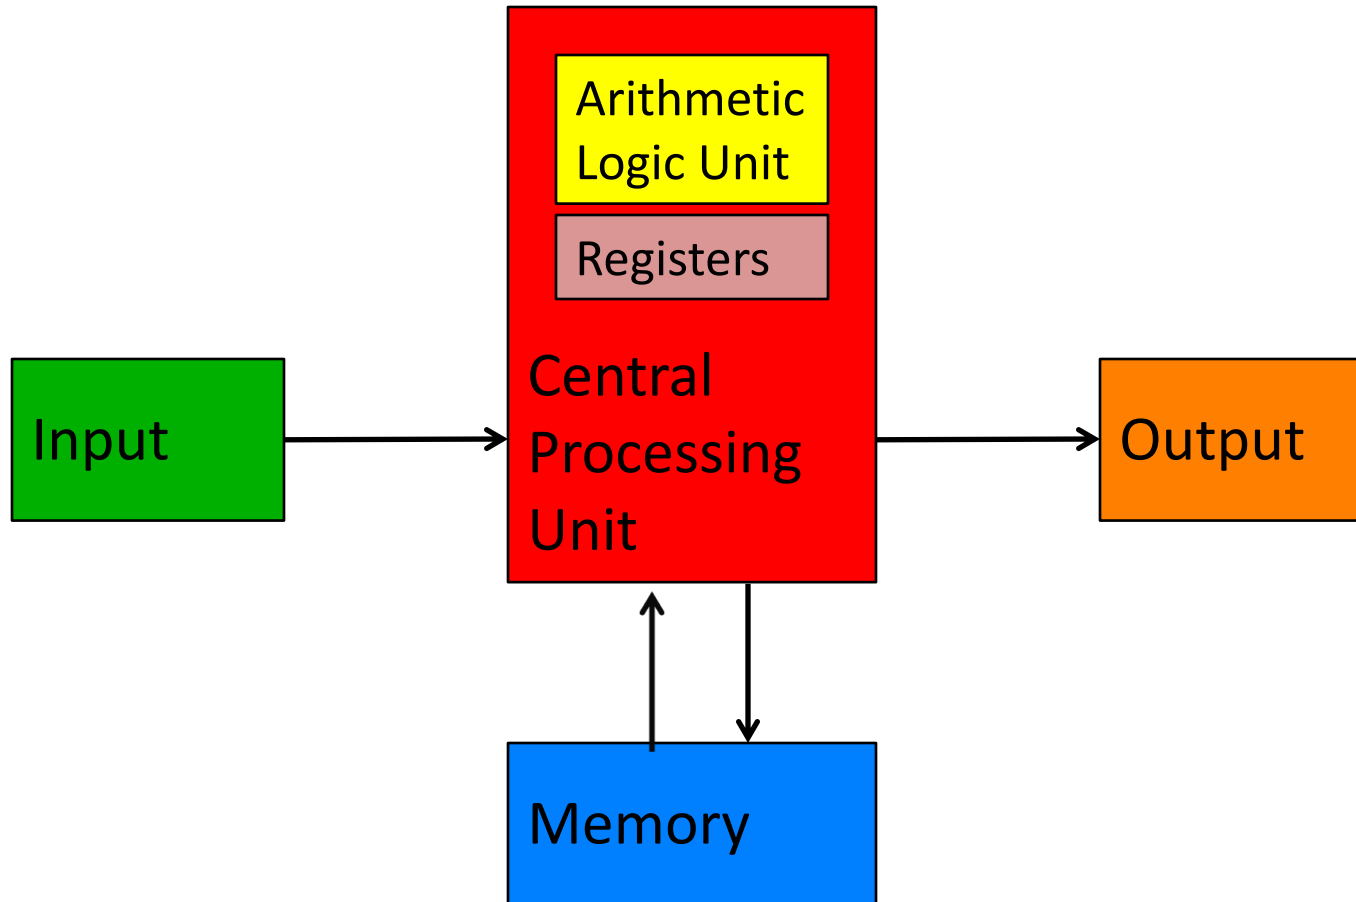 Arithmetic
Logic Unit
Registers
Central
Processing
Unit
Input
Output
Memory